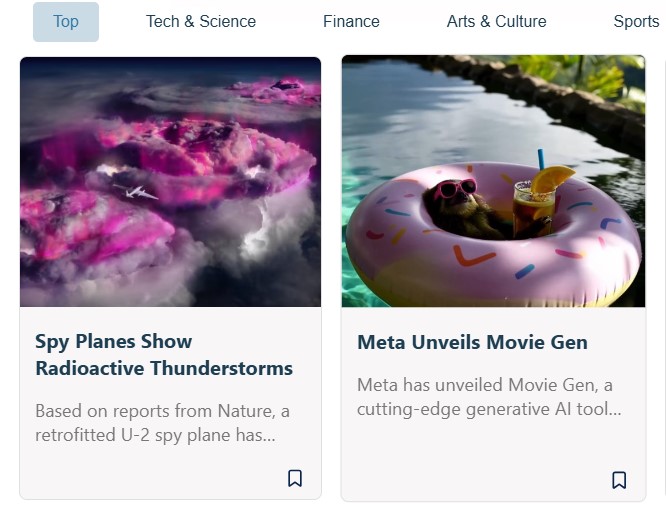 Top Tech & Science Finance Arts & Culture Sports
Spy Planes Show
Radioactive Thunderstorms
Based on reports from Nature, a
retrofitted U-2 spy plane has...
Meta Unveils Movie Gen
Meta has unveiled Movie Gen, a
cutting-edge generative AI tool...